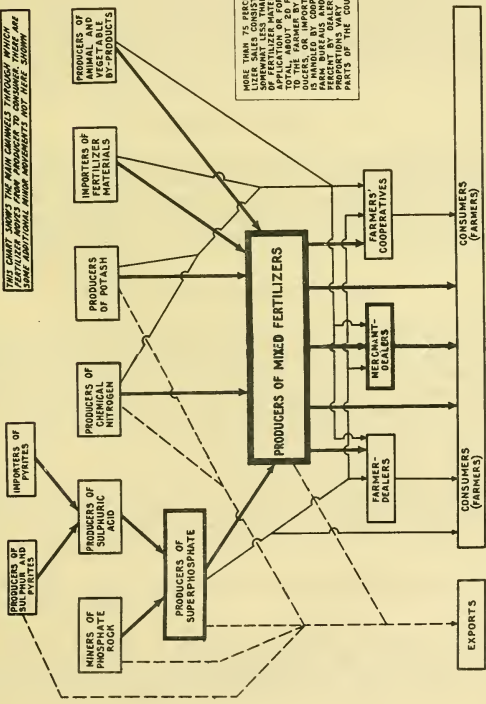 THIS CHART SHOWS THE MAIN CHANNELS THROUGH WHICH
FERTILIZER MOVES FROM PRODUCER TO CONSUMER. THERE ARE
SOME ADDITIONAL MINOR MOVEMENTS NOT HERE SHOWN.
PRODUCERS OF
SULPHUR AND
PYRITES
IMPORTERS OF
PYRITES
MINERS OF
PHOSPHATE
ROCK
PRODUCERS OF
SULPHURIC
ACID
PRODUCERS OF
CHEMICAL
NITROGEN
PRODUCERS
OF POTASH
IMPORTERS OF
FERTILIZER
MATERIALS
PRODUCERS OF
ANIMAL AND
VEGETABLE
BY-PRODUCTS
PRODUCERS OF
SUPERPHOSPHATE
PRODUCERS OF MIXED FERTILIZERS
MORE THAN 75 PERC
LIZER SALES CONSIST
SOMEWHAT LESS THAN
OF FERTILIZER MATE
APPLICATION OR FOR
TOTAL, ABOUT 20 P
TO THE FARMER BY
DUCERS, OR IMPORT
IS HANDLED BY COOP
FARM BUREAUS AND
PERCENT BY DEALERS
PROPORTIONS VARY
PARTS OF THE COUN
FARMER-
DEALERS
MERCHANT-
DEALERS
FARMERS'
COOPERATIVES
EXPORTS
CONSUMERS
(FARMERS)
CONSUMERS
(FARMERS)